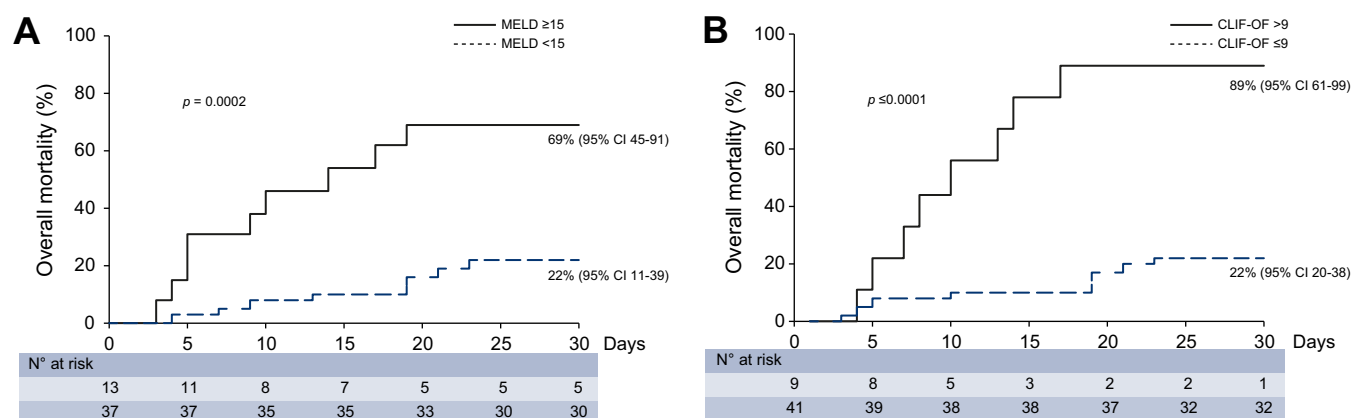 A
MELD ≥15
MELD <15
100
80
60
40
20
0
Overall mortality (%)
p = 0.0002
69% (95% CI 45-91)
22% (95% CI 11-39)
0 5 10 15 20 25 30 Days
N° at risk
13 11 8 7 5 5 5
37 37 35 35 33 30 30
B
CLIF-OF >9
CLIF-OF ≤9
100
80
60
40
20
0
Overall mortality (%)
p ≤0.0001
89% (95% CI 61-99)
22% (95% CI 20-38)
0 5 10 15 20 25 30 Days
N° at risk
9 8 5 3 2 2 1
41 39 38 38 37 32 32